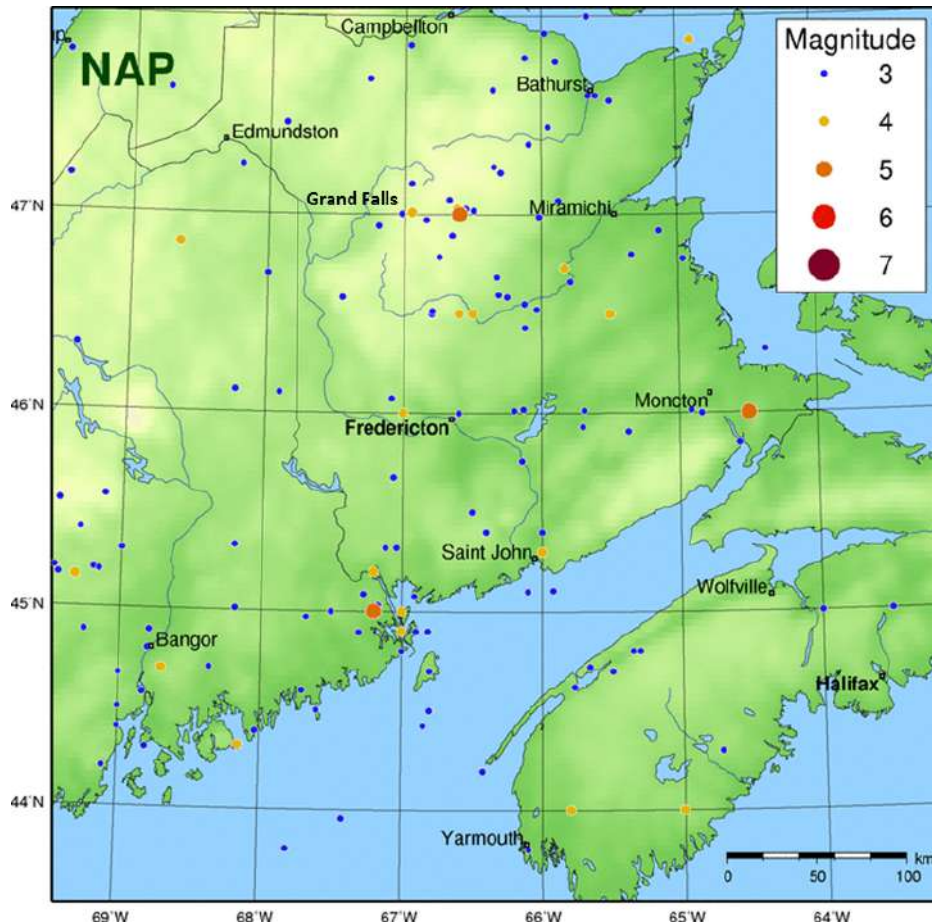 Campbellton
up
NAP
Magnitude
3
4
5
6
7
Bathurst
Edmundston
Grand Falls
47°N
Miramichi
46°N
Moncton
Fredericton
Saint John
Wolfville
45°N
Bangor
Halifax
44°N
Yarmouth
km
0 50 100
69°W 68°W 67°W 66°W 65°W 64°W